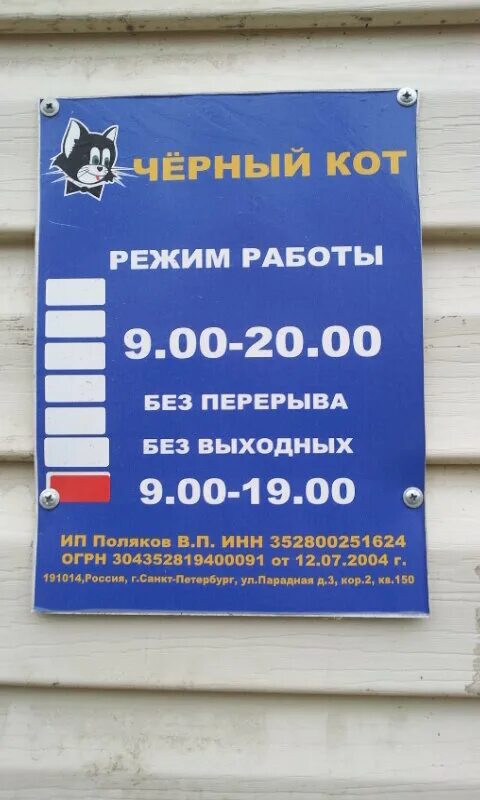 ЧЁРНЫЙ КОТ
РЕЖИМ РАБОТЫ
9.00-20.00
БЕЗ ПЕРЕРЫВА
БЕЗ ВЫХОДНЫХ
9.00-19.00
ИП Поляков В.П. ИНН 352800251624
ОГРН 304352819400091 от 12.07.2004 г.
191014,Россия, г.Санкт-Петербург, ул.Парадная д.3, кор.2, кв.150